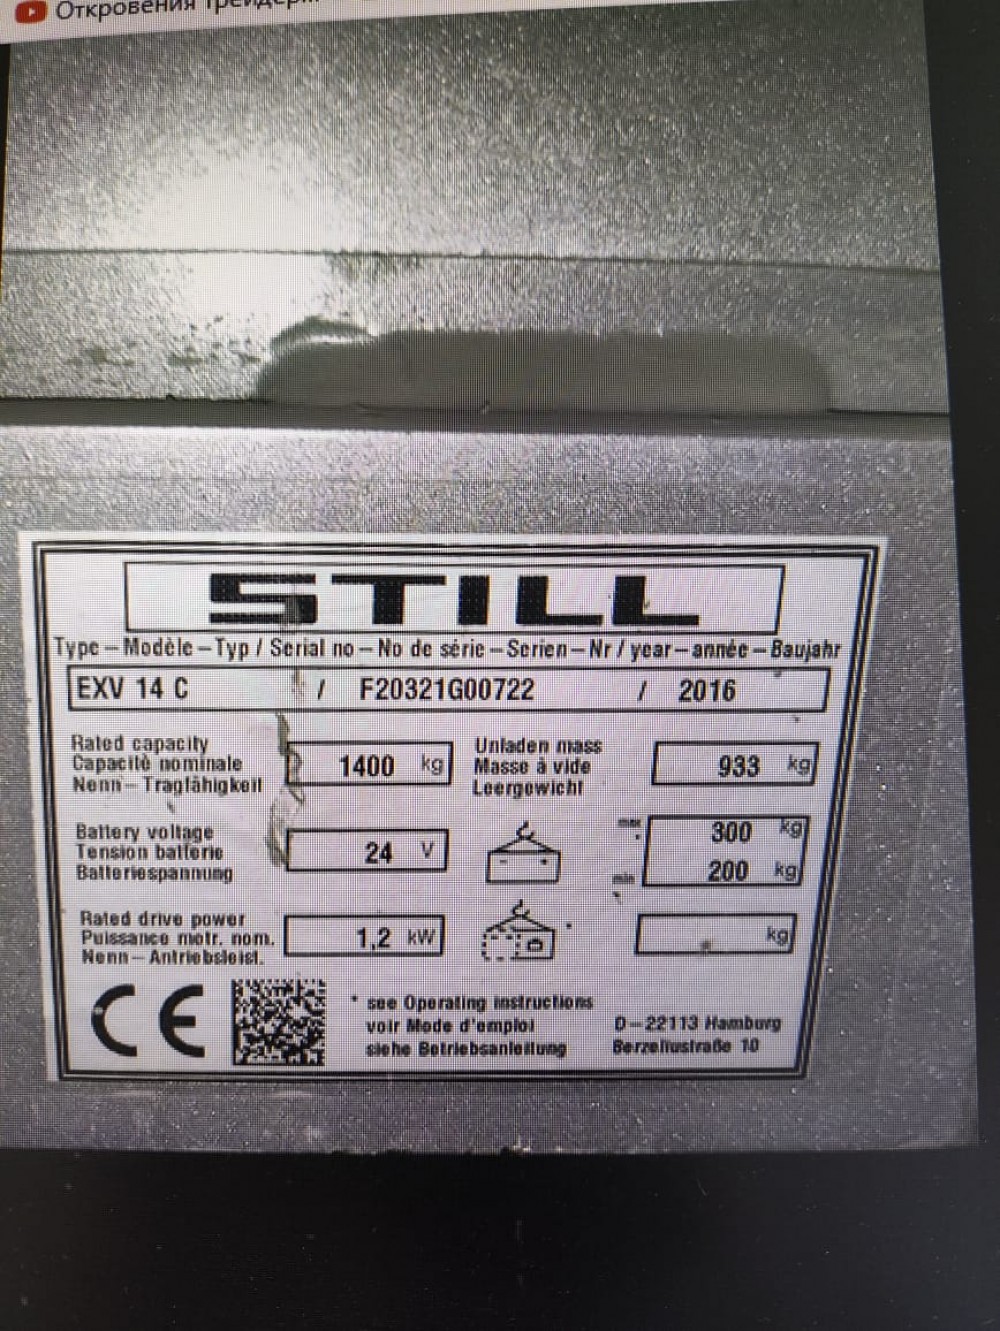 Откровения Трейдер...
STILL
Type – Modèle – Typ / Serial no – No de série – Serien – Nr / year – année – Baujahr
EXV 14 C / F20321G00722 / 2016
Rated capacity
Capacité nominale
Nenn – Tragfähigkeit
1400 kg
Unladen mass
Masse à vide
Leergewicht
933 kg
Battery voltage
Tension batterie
Batteriespannung
24 V
max
300 kg
*
min
200 kg
*
Rated drive power
Puissance motr. nom.
Nenn – Antriebsleist.
1,2 kW
*
kg
CE
* see Operating instructions
voir Mode d'emploi
siehe Betriebsanleitung
D – 22113 Hamburg
Berzeliustraße 10